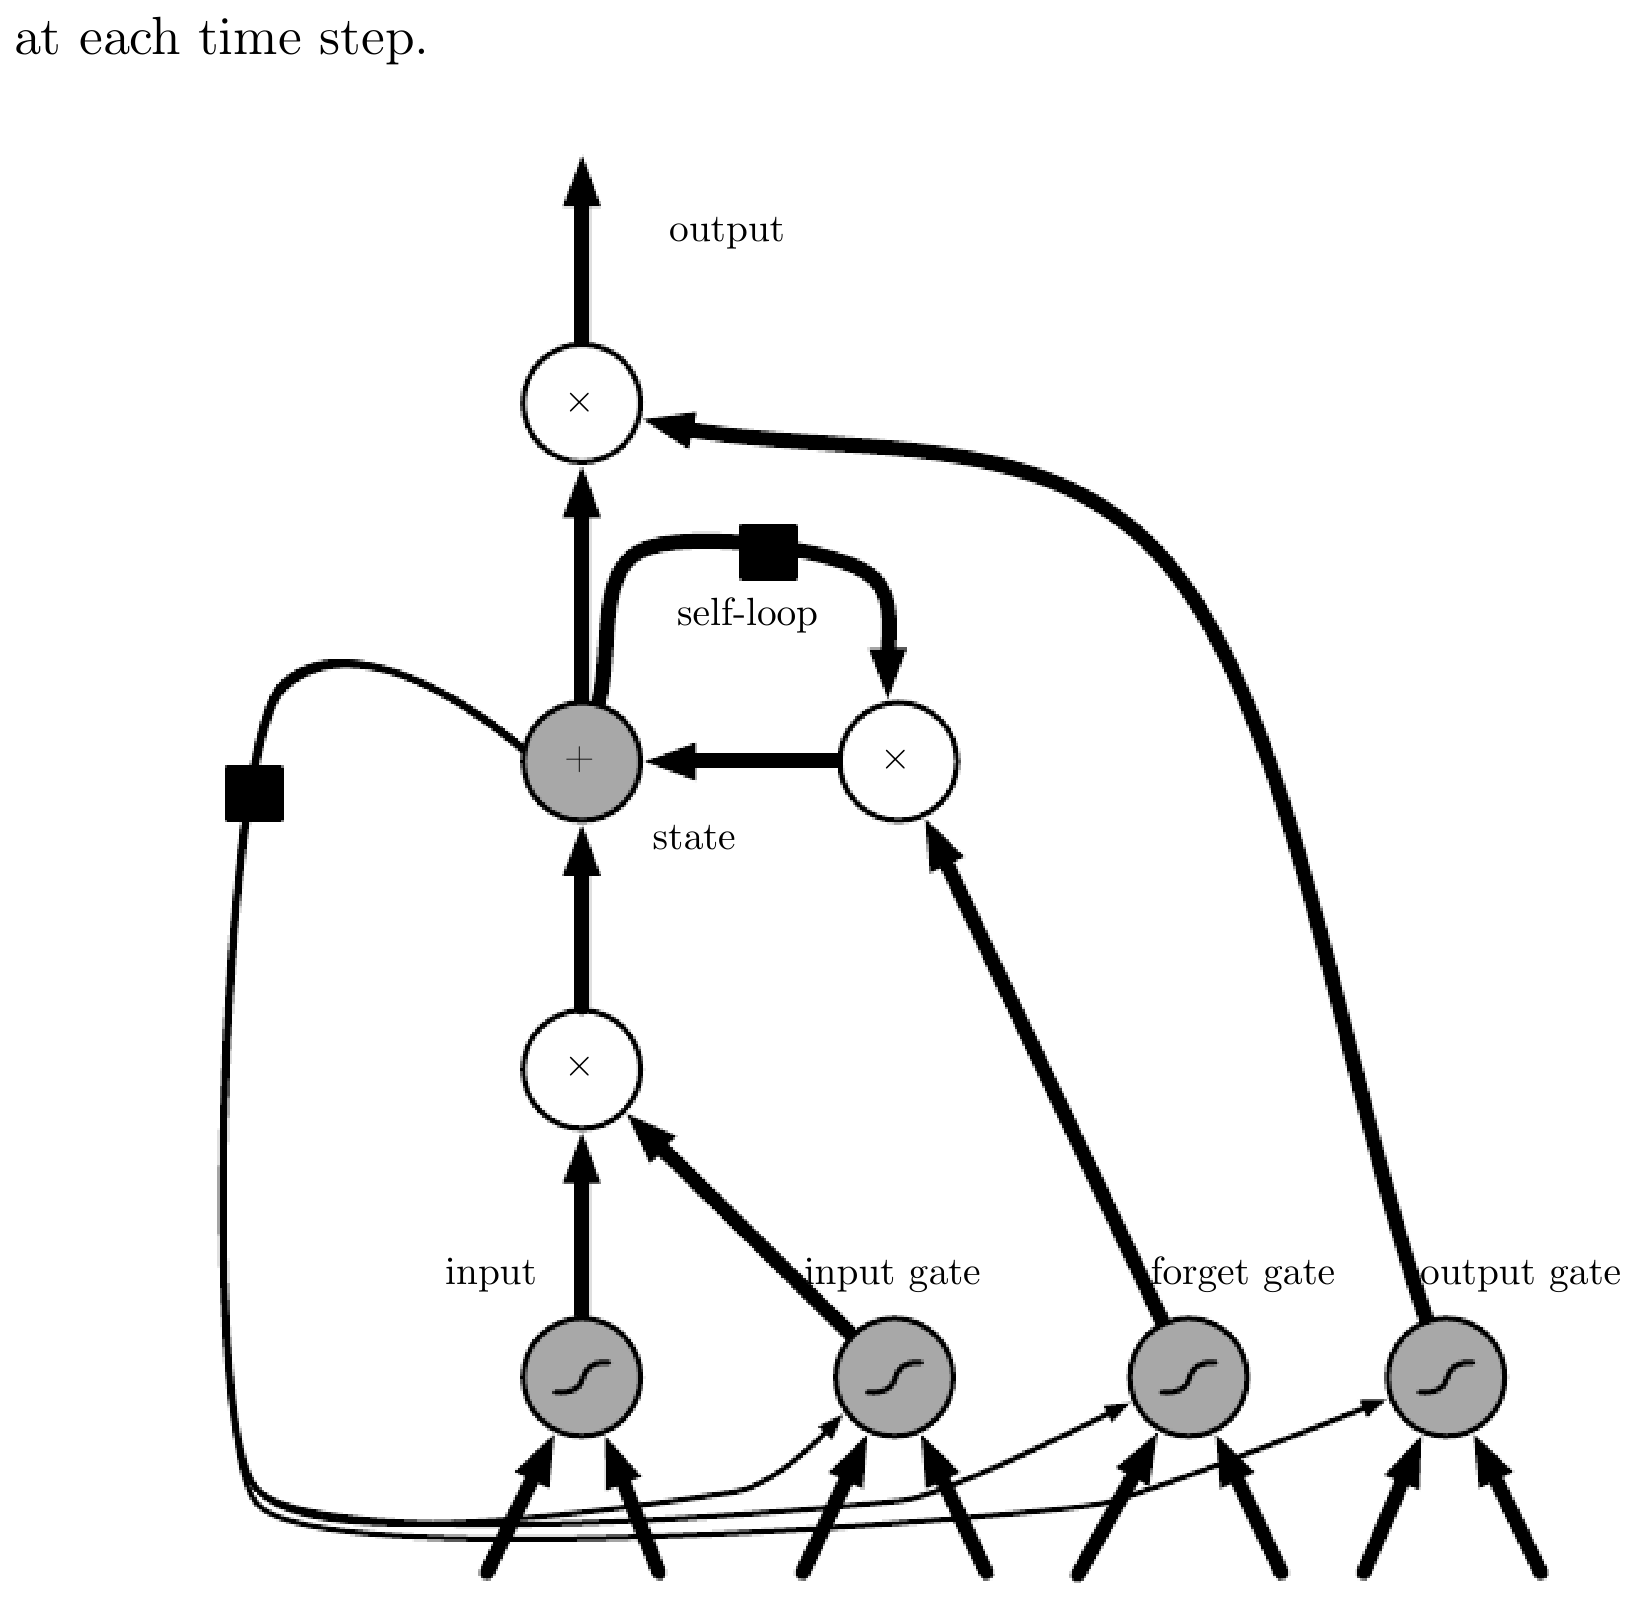 at each time step.
output
×
self-loop
+
×
state
×
input
input gate
forget gate
output gate